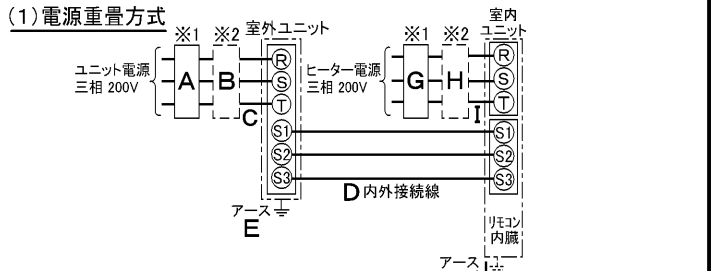 (1)電源重畳方式
※1 ※2 室外ユニット
ユニット電源
三相 200V
A B C
R
S
T
S1
S2
S3
アース
E
※1 ※2
ヒーター電源
三相 200V
G H I
室内
ユニット
R
S
T
S1
S2
S3
D 内外接続線
リモコン
内臓
アース